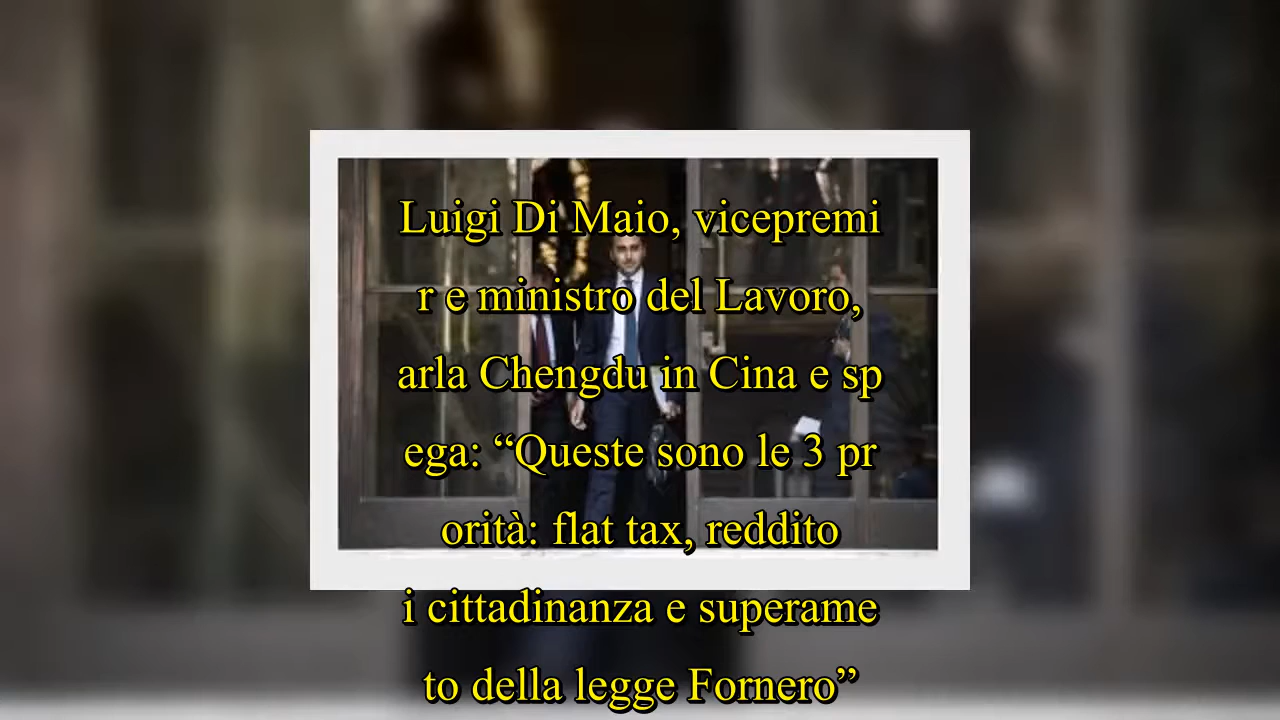 Luigi Di Maio, vicepremi
r e ministro del Lavoro,
arla Chengdu in Cina e sp
ega: “Queste sono le 3 pr
orità: flat tax, reddito
i cittadinanza e superame
to della legge Fornero”